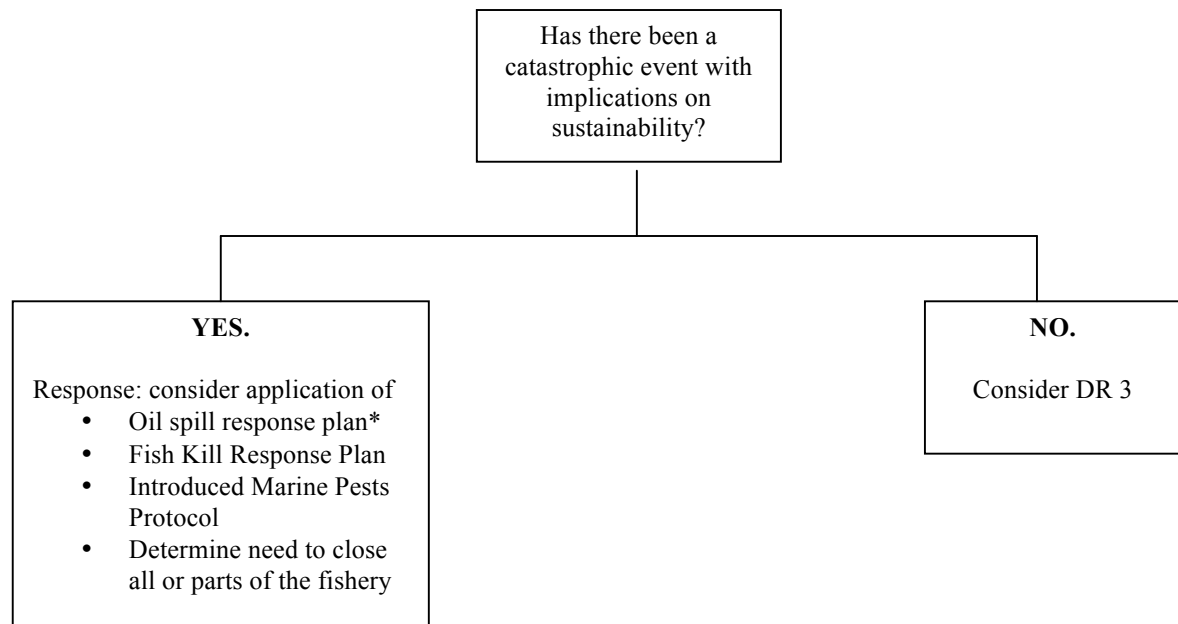 Has there been a
catastrophic event with
implications on
sustainability?
YES.
Response: consider application of
• Oil spill response plan*
• Fish Kill Response Plan
• Introduced Marine Pests
Protocol
• Determine need to close
all or parts of the fishery
NO.
Consider DR 3